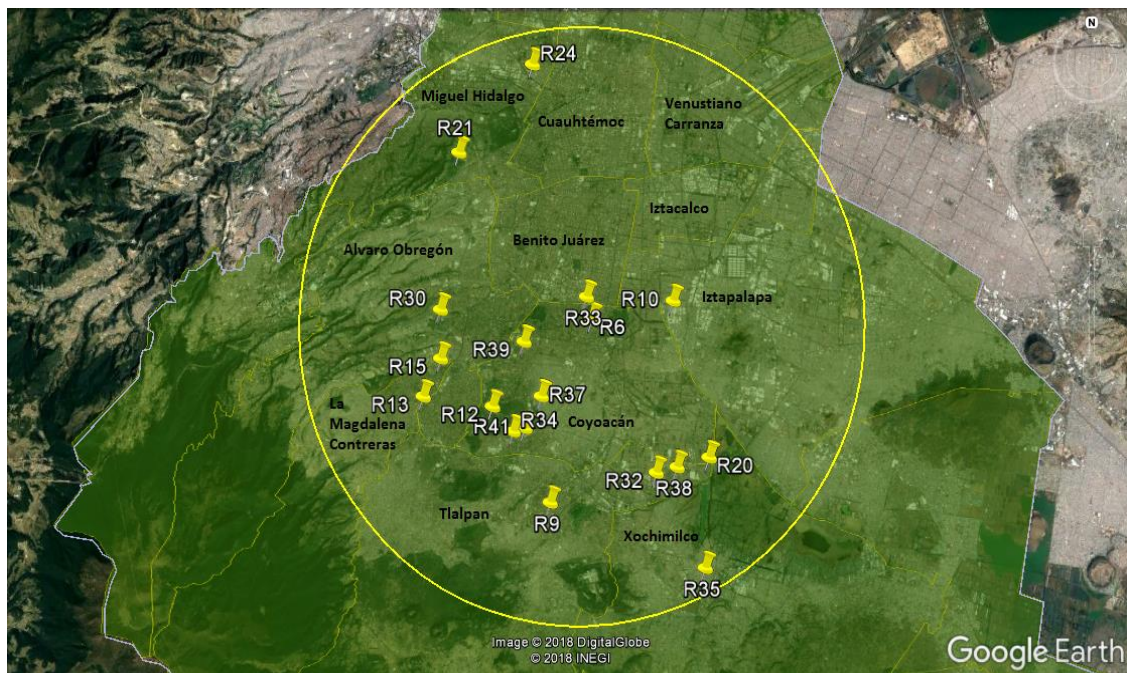 N
R24
Miguel Hidalgo
Venustiano
Carranza
Cuauhtémoc
R21
Iztacalco
Benito Juárez
Alvaro Obregón
R30
R10
Iztapalapa
R33
R6
R39
R15
R13
R12
R37
La
Magdalena
Contreras
R41
R34
Coyoacán
R20
R32
R38
Tlalpan
R9
Xochimilco
R35
Image © 2018 DigitalGlobe
© 2018 INEGI
Google Earth